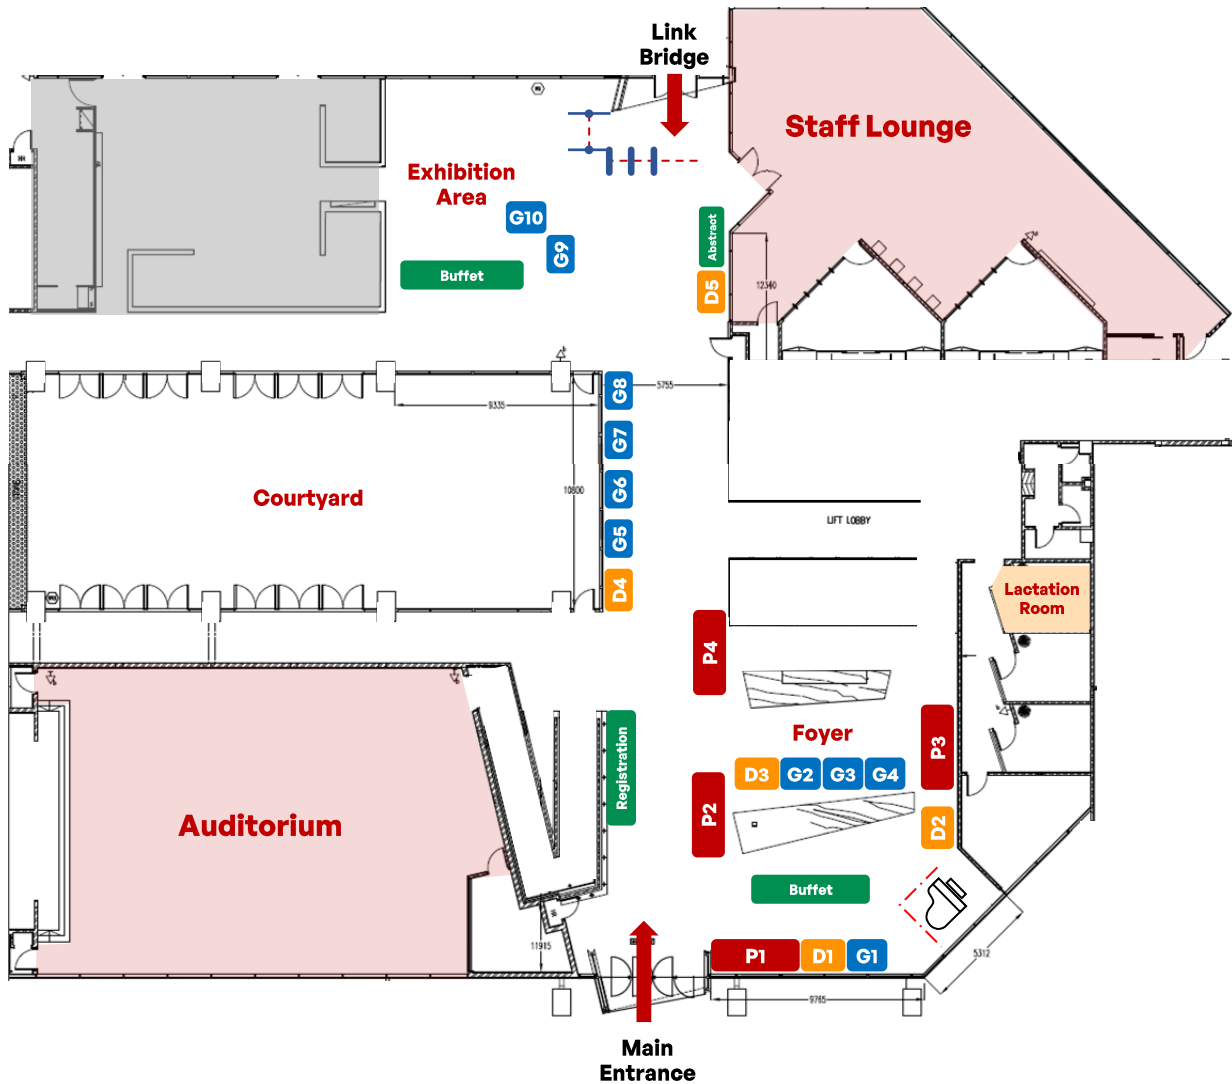 Link
Bridge
Staff Lounge
Exhibition
Area
G10
G9
Buffet
Abstract
D5
12340
G8
5755
9335
G7
Courtyard
10800
G6
LIFT LOBBY
G5
D4
Lactation
Room
P4
Foyer
P3
Registration
D3
G2
G3
G4
P2
D2
Auditorium
Buffet
11915
P1
D1
G1
5312
9765
Main
Entrance